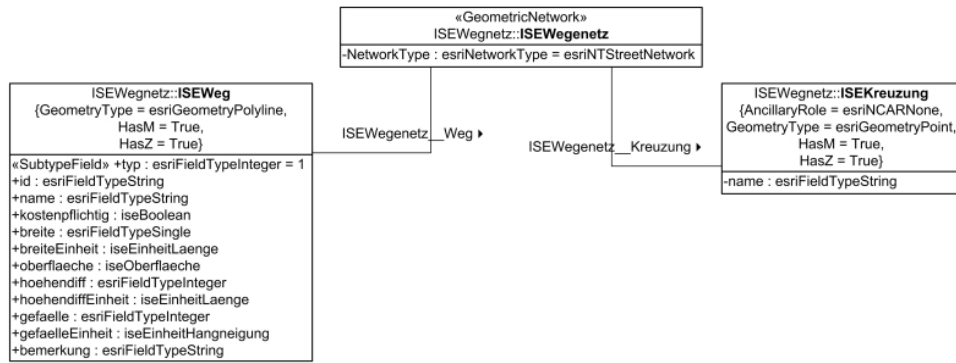 «GeometricNetwork»
ISEWegnetz::ISEWegenetz
-NetworkType : esriNetworkType = esriNTStreetNetwork
ISEWegnetz::ISEWeg
{GeometryType = esriGeometryPolyline,
HasM = True,
HasZ = True}
«SubtypeField» +typ : esriFieldTypeInteger = 1
+id : esriFieldTypeString
+name : esriFieldTypeString
+kostenpflichtig : iseBoolean
+breite : esriFieldTypeSingle
+breiteEinheit : iseEinheitLaenge
+oberflaeche : iseOberflaeche
+hoehendiff : esriFieldTypeInteger
+hoehendiffEinheit : iseEinheitLaenge
+gefaelle : esriFieldTypeInteger
+gefaelleEinheit : iseEinheitHangneigung
+bemerkung : esriFieldTypeString
ISEWegenetz__Weg
ISEWegenetz__Kreuzung
ISEWegnetz::ISEKreuzung
{AncillaryRole = esriNCARNone,
GeometryType = esriGeometryPoint,
HasM = True,
HasZ = True}
-name : esriFieldTypeString